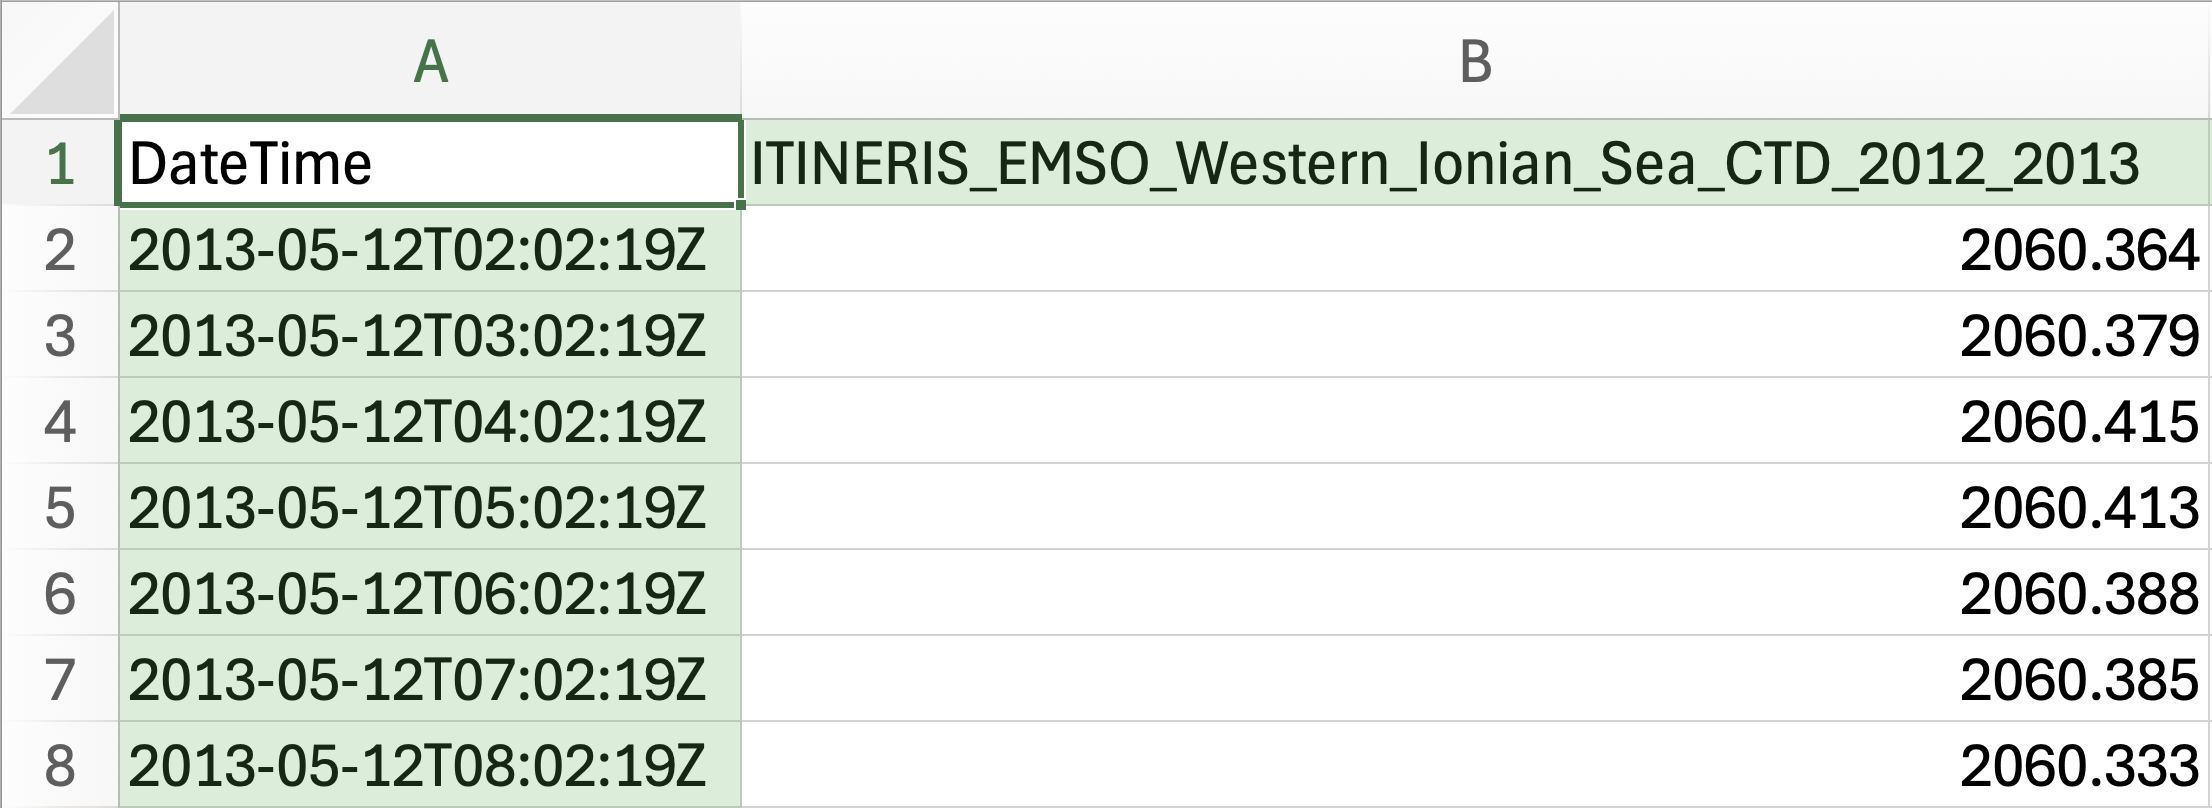 A B
1 DateTime ITINERIS_EMSO_Western_Ionian_Sea_CTD_2012_2013
2 2013-05-12T02:02:19Z 2060.364
3 2013-05-12T03:02:19Z 2060.379
4 2013-05-12T04:02:19Z 2060.415
5 2013-05-12T05:02:19Z 2060.413
6 2013-05-12T06:02:19Z 2060.388
7 2013-05-12T07:02:19Z 2060.385
8 2013-05-12T08:02:19Z 2060.333